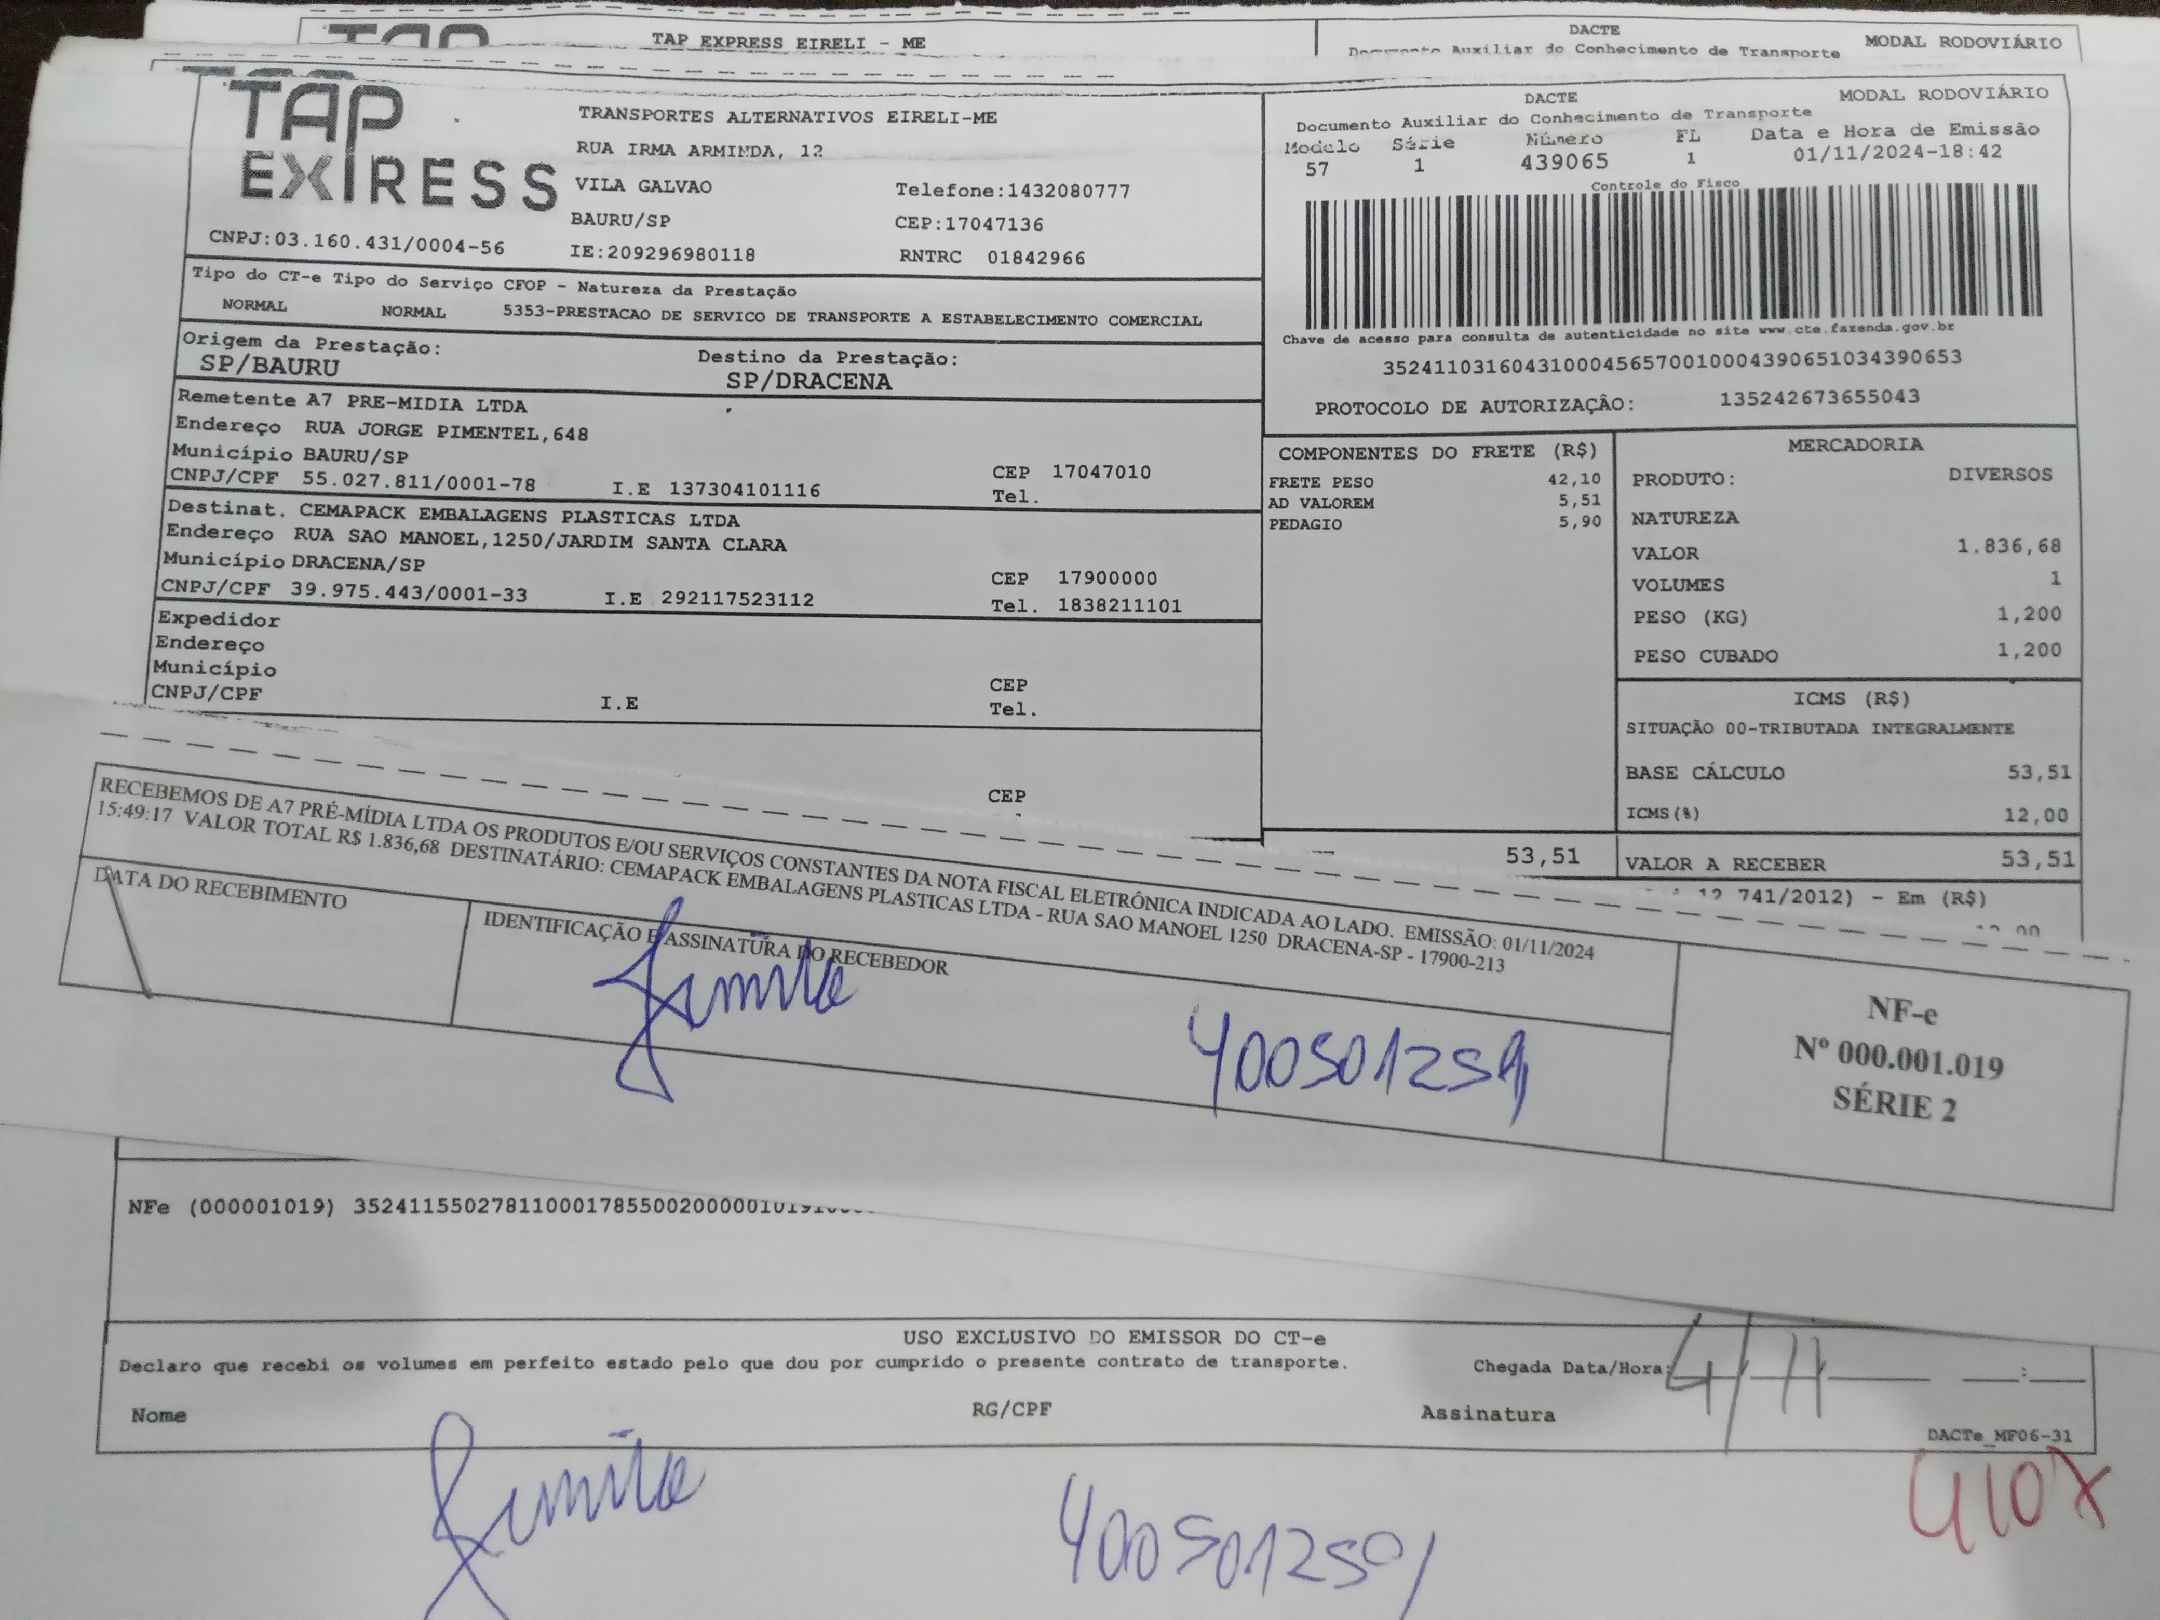 TAP EXPRESS EIRELI - ME
DACTE
Documento Auxiliar do Conhecimento de Transporte
MODAL RODOVIÁRIO
TAP
EXPRESS
TRANSPORTES ALTERNATIVOS EIRELI-ME
RUA IRMA ARMINDA, 12
VILA GALVAO Telefone:1432080777
BAURU/SP CEP:17047136
CNPJ:03.160.431/0004-56 IE:209296980118 RNTRC 01842966
DACTE MODAL RODOVIÁRIO
Documento Auxiliar do Conhecimento de Transporte
Modelo Série Número FL Data e Hora de Emissão
57 1 439065 1 01/11/2024-18:42
Controle do Fisco
Chave de acesso para consulta de autenticidade no site www.cte.fazenda.gov.br
35241103160431000456570010004390651034390653
PROTOCOLO DE AUTORIZAÇÂO: 135242673655043
Tipo do CT-e Tipo do Serviço CFOP - Natureza da Prestação
NORMAL NORMAL 5353-PRESTACAO DE SERVICO DE TRANSPORTE A ESTABELECIMENTO COMERCIAL
Origem da Prestação: Destino da Prestação:
SP/BAURU SP/DRACENA
Remetente A7 PRE-MIDIA LTDA
Endereço RUA JORGE PIMENTEL,648
Município BAURU/SP CEP 17047010
CNPJ/CPF 55.027.811/0001-78 I.E 137304101116 Tel.
Destinat. CEMAPACK EMBALAGENS PLASTICAS LTDA
Endereço RUA SAO MANOEL,1250/JARDIM SANTA CLARA
Município DRACENA/SP CEP 17900000
CNPJ/CPF 39.975.443/0001-33 I.E 292117523112 Tel. 1838211101
Expedidor
Endereço
Município CEP
CNPJ/CPF I.E Tel.
CEP
COMPONENTES DO FRETE (R$)
FRETE PESO 42,10
AD VALOREM 5,51
PEDAGIO 5,90
53,51
MERCADORIA
PRODUTO: DIVERSOS
NATUREZA
VALOR 1.836,68
VOLUMES 1
PESO (KG) 1,200
PESO CUBADO 1,200
ICMS (R$)
SITUAÇÃO 00-TRIBUTADA INTEGRALMENTE
BASE CÁLCULO 53,51
ICMS(%) 12,00
VALOR A RECEBER 53,51
741/2012) - Em (R$)
RECEBEMOS DE A7 PRÉ-MÍDIA LTDA OS PRODUTOS E/OU SERVIÇOS CONSTANTES DA NOTA FISCAL ELETRÔNICA INDICADA AO LADO. EMISSÃO: 01/11/2024
15:49:17 VALOR TOTAL R$ 1.836,68 DESTINATÁRIO: CEMAPACK EMBALAGENS PLASTICAS LTDA - RUA SAO MANOEL 1250 DRACENA-SP - 17900-213
DATA DO RECEBIMENTO
IDENTIFICAÇÃO E ASSINATURA DO RECEBEDOR
4005012591
NF-e
Nº 000.001.019
SÉRIE 2
NFe (000001019)
USO EXCLUSIVO DO EMISSOR DO CT-e
Declaro que recebi os volumes em perfeito estado pelo que dou por cumprido o presente contrato de transporte. Chegada Data/Hora: 4/11
Nome RG/CPF Assinatura
DACTe_MF06-31
4005012591
4107